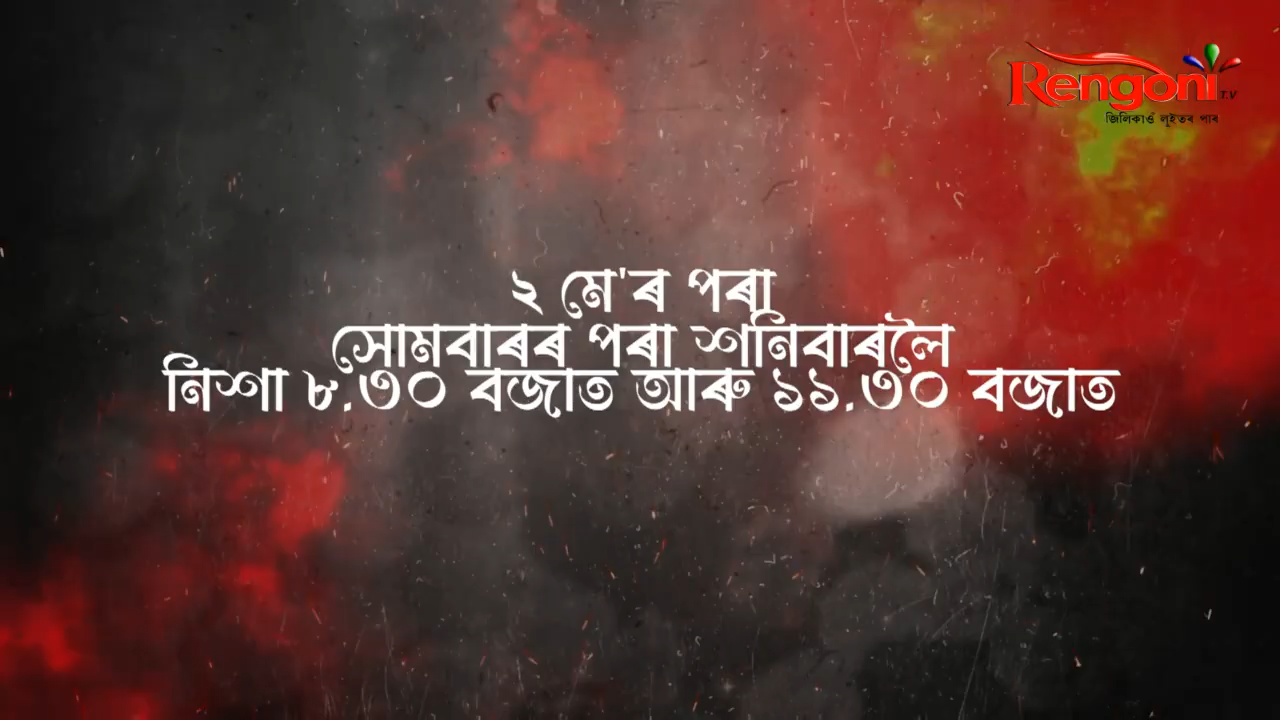 Rengoni
T.V
জিলিকাওঁ লুইতৰ পাৰ
২ মে'ৰ পৰা
সোমবাৰৰ পৰা শনিবাৰলৈ
নিশা ৮.৩০ বজাত আৰু ১১.৩০ বজাত